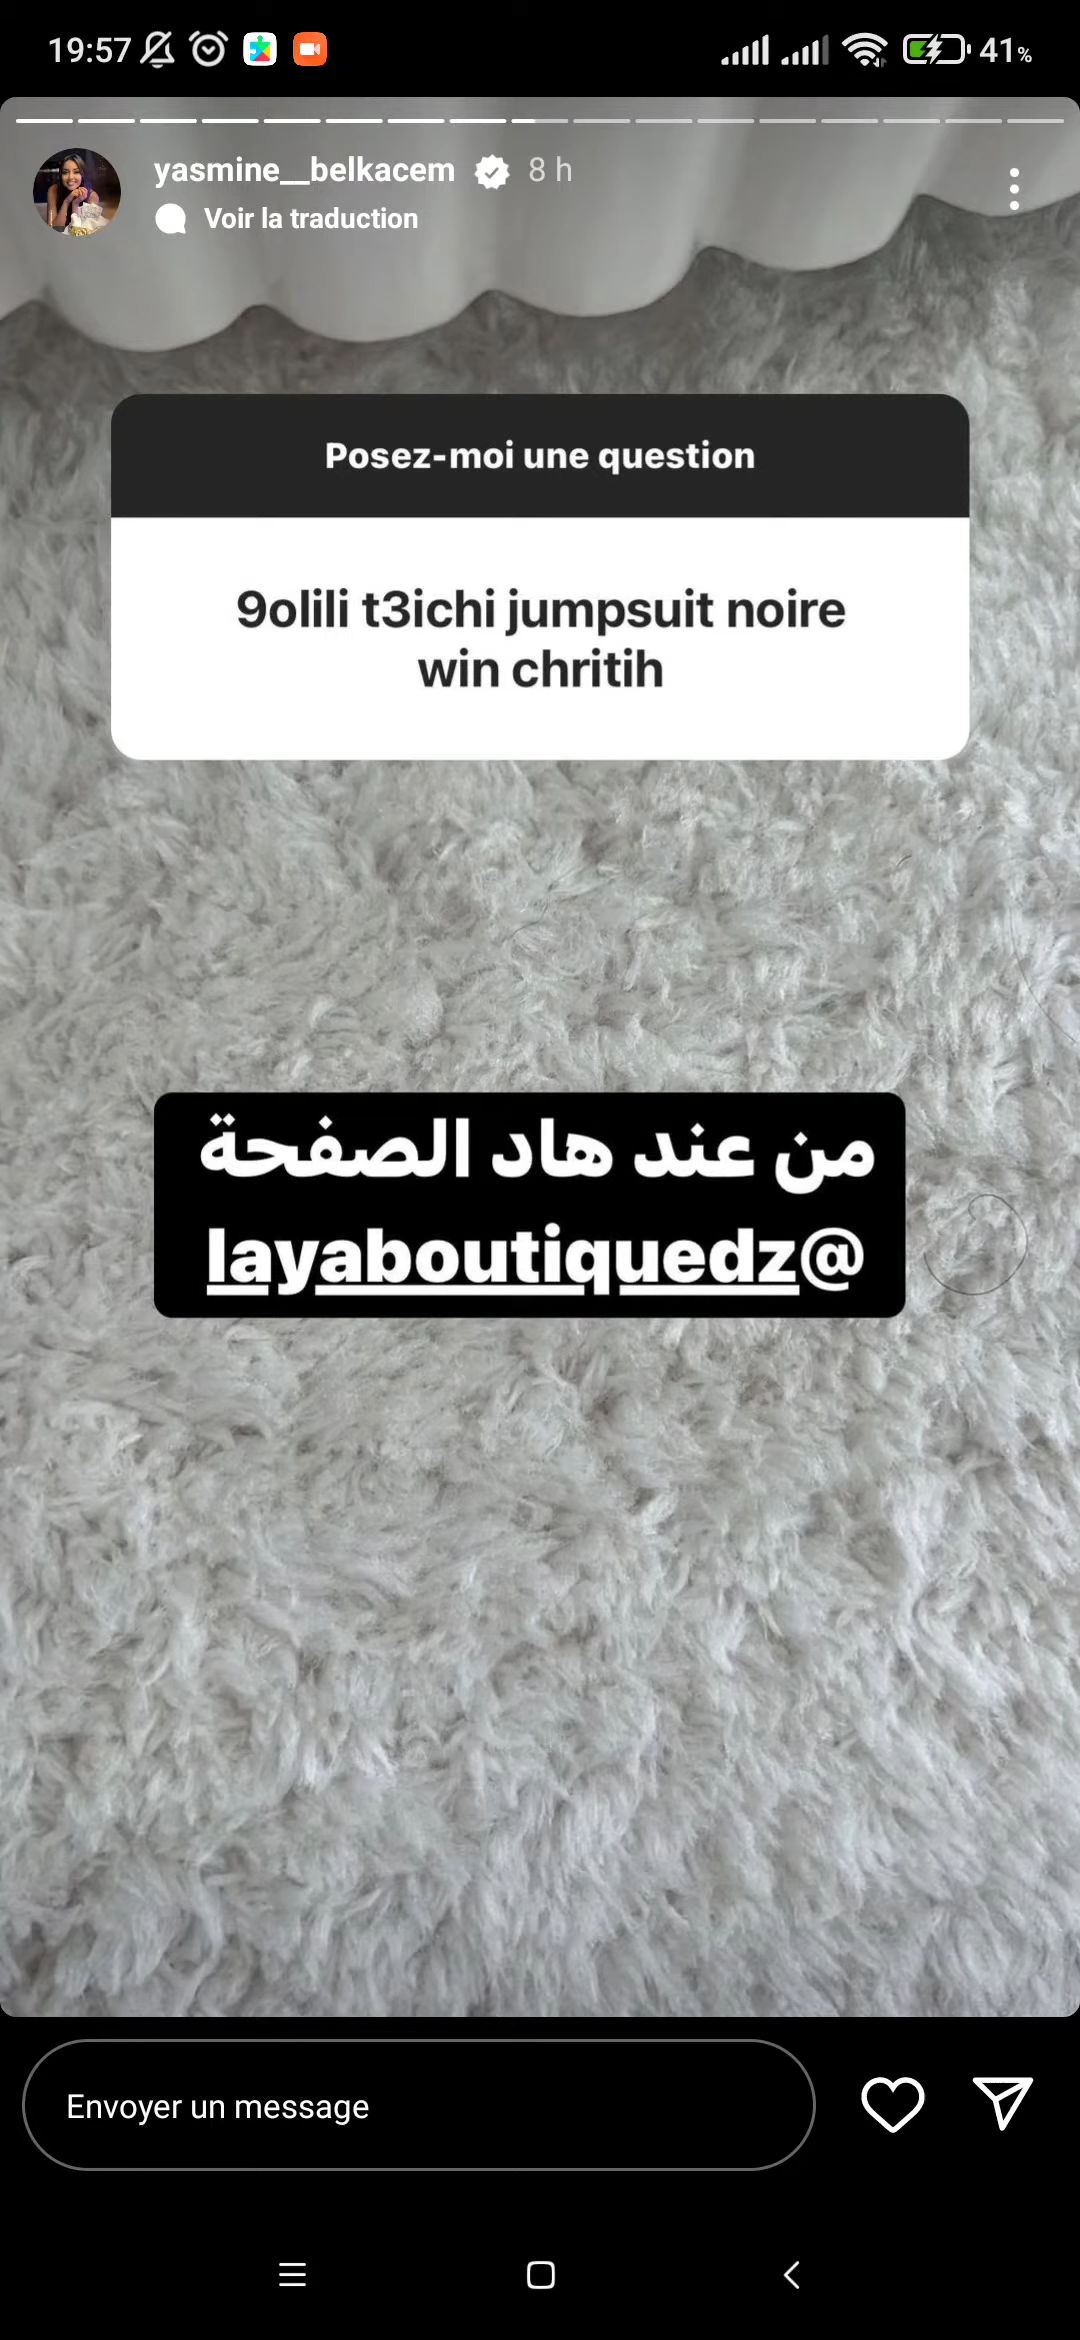 19:57
41%
yasmine__belkacem 8 h
Voir la traduction
Posez-moi une question
9olili t3ichi jumpsuit noire
win chritih
من عند هاد الصفحة
@layaboutiquedz
Envoyer un message